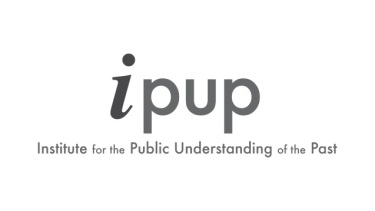 ipup
Institute for the Public Understanding of the Past